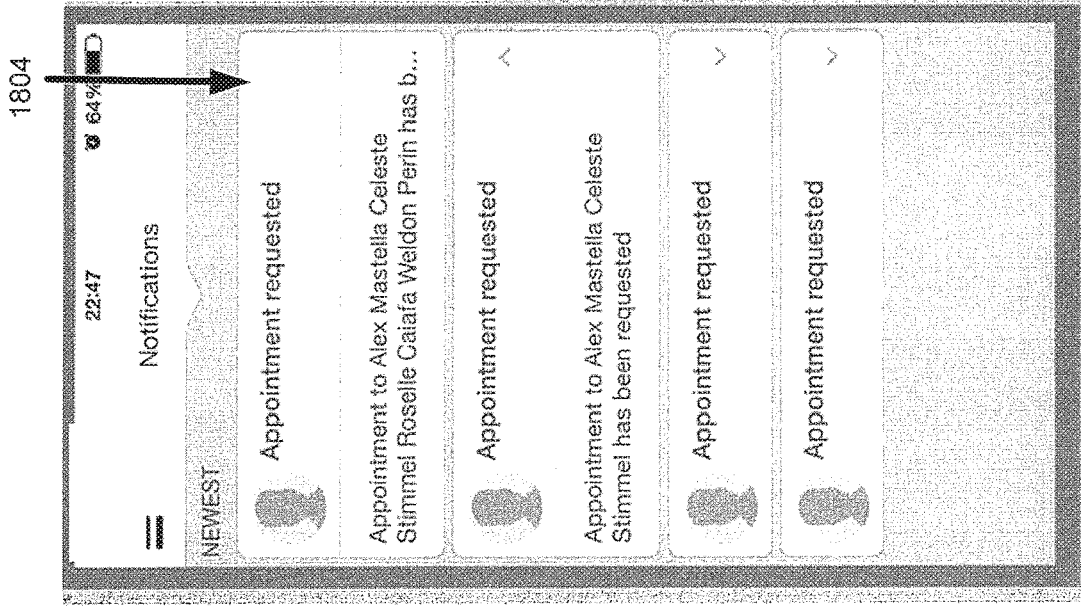 1804
22:47
64%
Notifications
NEWEST
Appointment requested
Appointment to Alex Mastella Celeste
Stimmel Roselle Caiafa Weldon Perin has b...
Appointment requested
Appointment to Alex Mastella Celeste
Stimmel has been requested
Appointment requested
Appointment requested